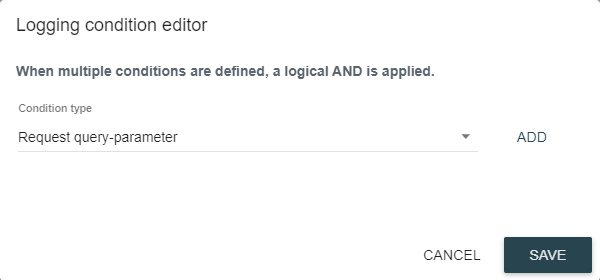 Logging condition editor
When multiple conditions are defined, a logical AND is applied.
Condition type
Request query-parameter
ADD
CANCEL
SAVE